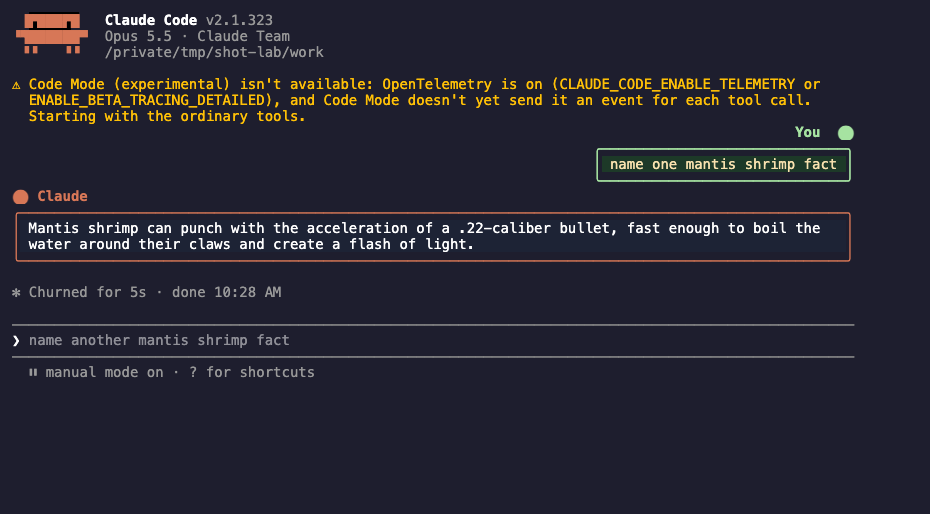 Claude Code v2.1.323
Opus 5.5 · Claude Team
/private/tmp/shot-lab/work
⚠ Code Mode (experimental) isn't available: OpenTelemetry is on (CLAUDE_CODE_ENABLE_TELEMETRY or
ENABLE_BETA_TRACING_DETAILED), and Code Mode doesn't yet send it an event for each tool call.
Starting with the ordinary tools.
You
name one mantis shrimp fact
Claude
Mantis shrimp can punch with the acceleration of a .22-caliber bullet, fast enough to boil the
water around their claws and create a flash of light.
✻ Churned for 5s · done 10:28 AM
❯ name another mantis shrimp fact
⏸ manual mode on · ? for shortcuts